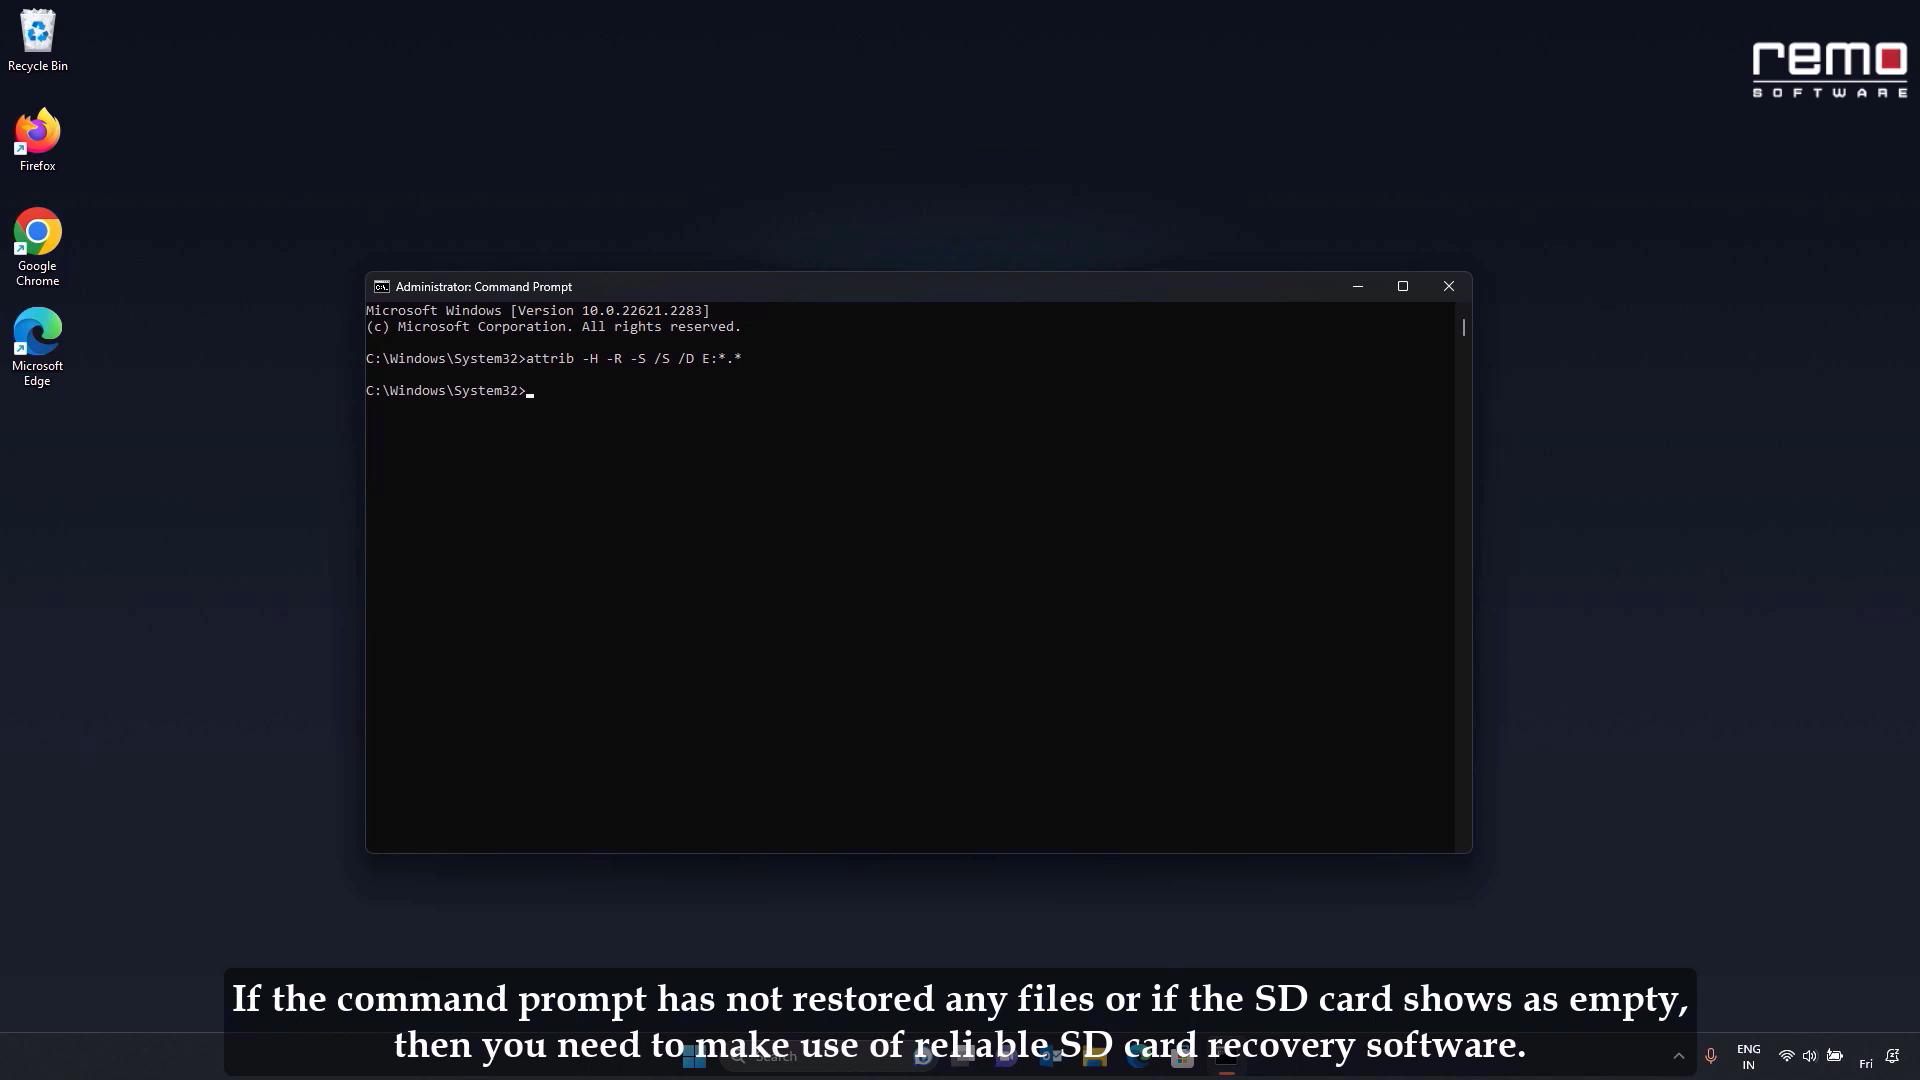 Recycle Bin
remo
SOFTWARE
Firefox
Google
Chrome
Microsoft
Edge
Administrator: Command Prompt
Microsoft Windows [Version 10.0.22621.2283]
(c) Microsoft Corporation. All rights reserved.
C:\Windows\System32>attrib -H -R -S /S /D E:*.*
C:\Windows\System32>
If the command prompt has not restored any files or if the SD card shows as empty,
then you need to make use of reliable SD card recovery software.
Search
ENG
IN
Fri